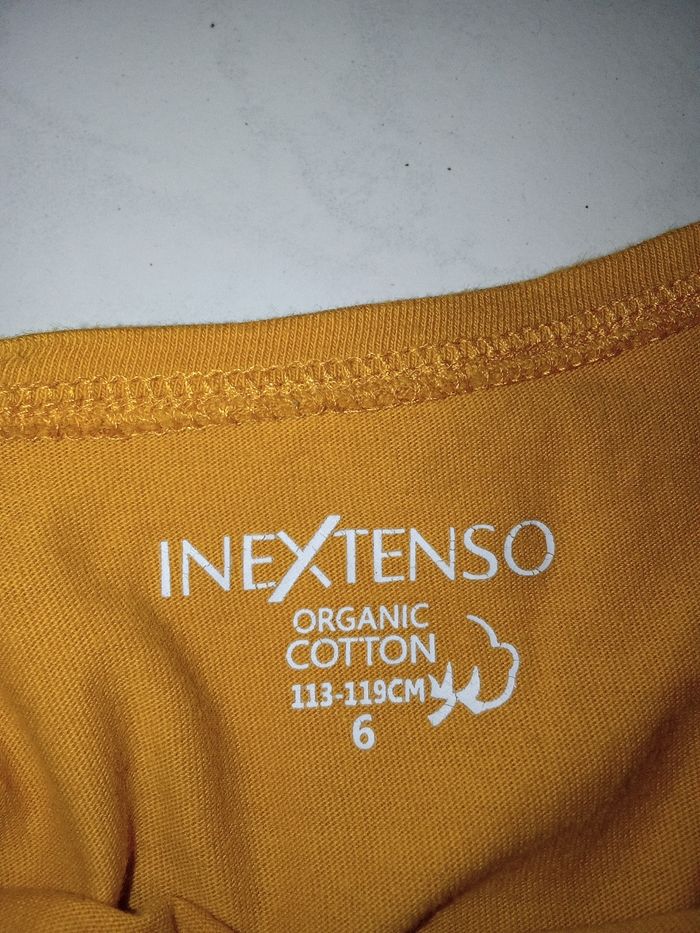 INEXTENSO
ORGANIC
COTTON
113-119CM
6